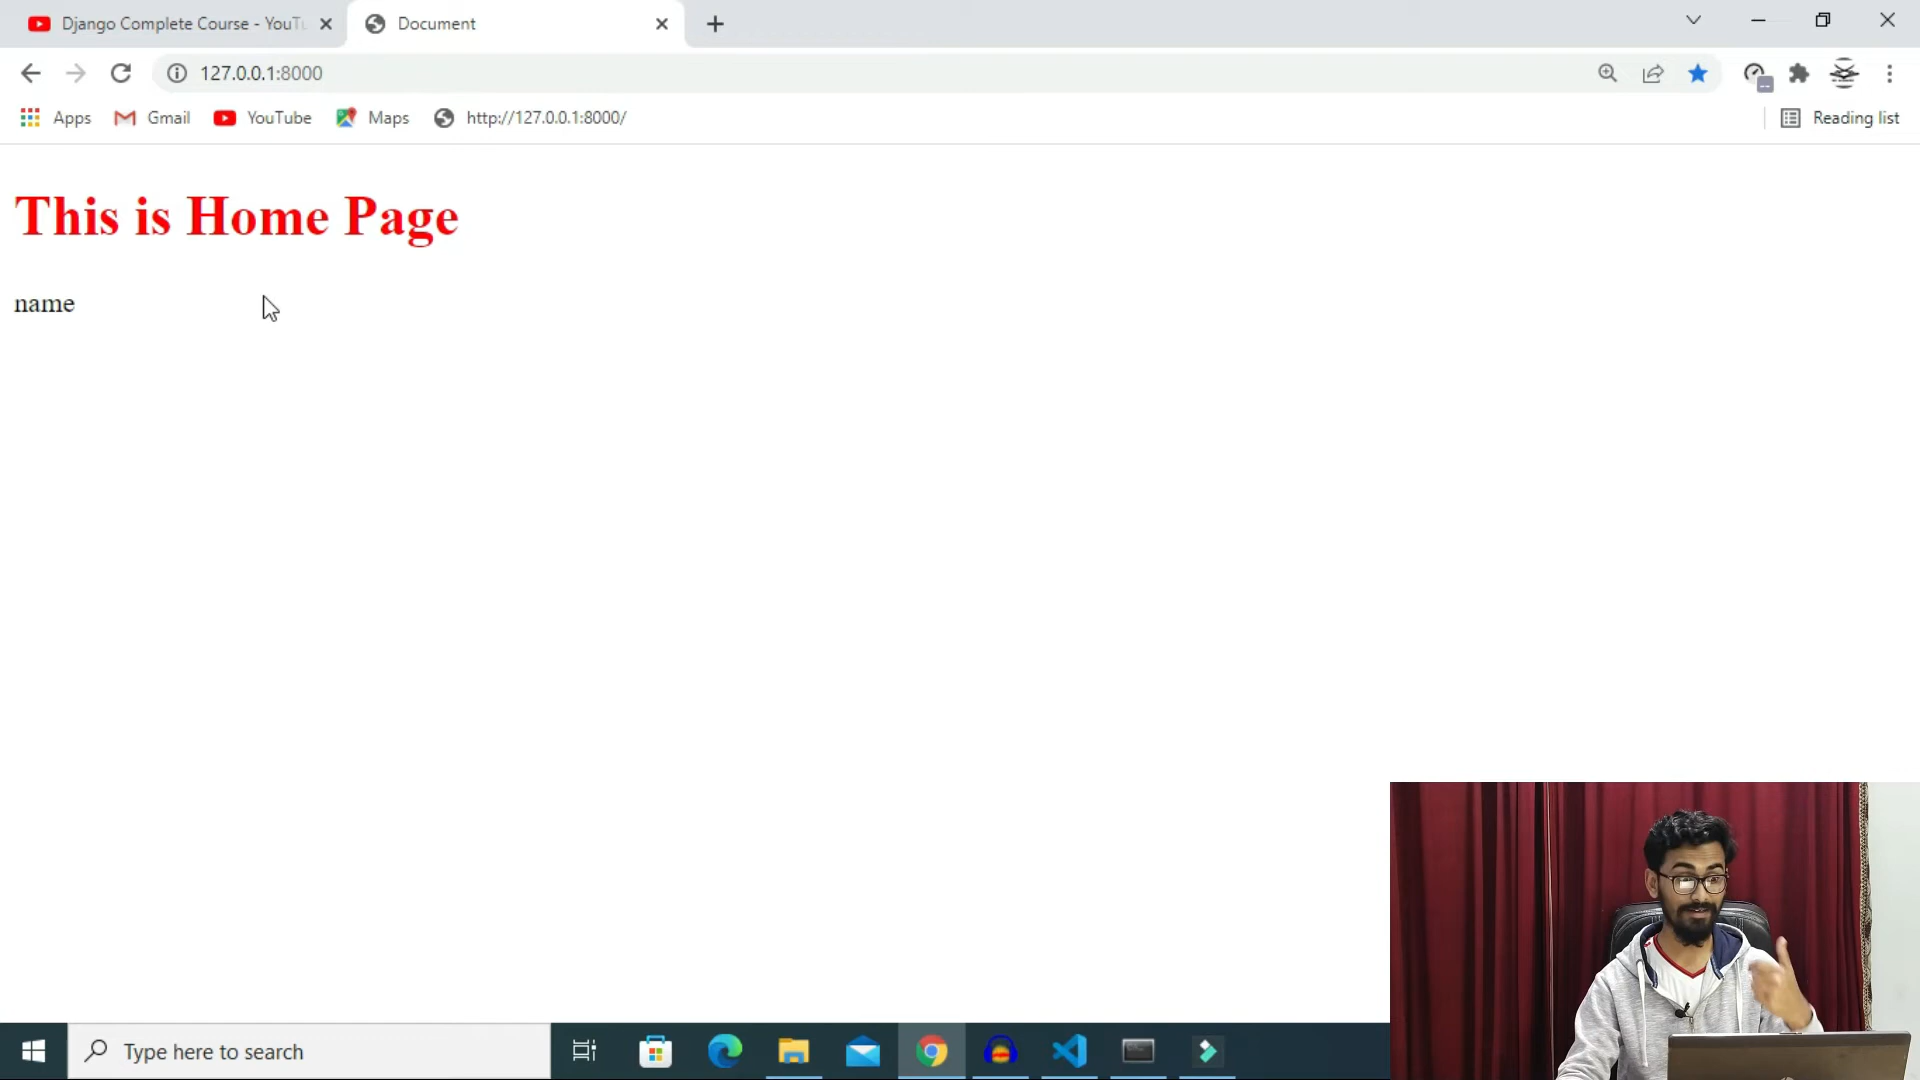 Django Complete Course - YouTu
Document
127.0.0.1:8000
Apps
Gmail
YouTube
Maps
http://127.0.0.1:8000/
Reading list
This is Home Page
name
Type here to search